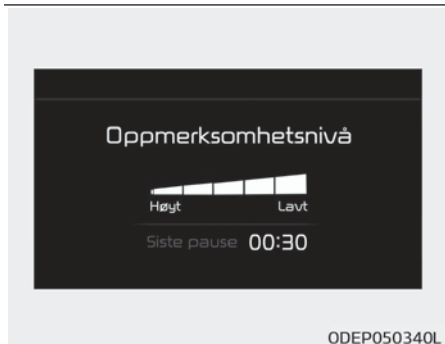 Oppmerksomhetsnivå
Høyt Lavt
Siste pause 00:30
ODEP050340L